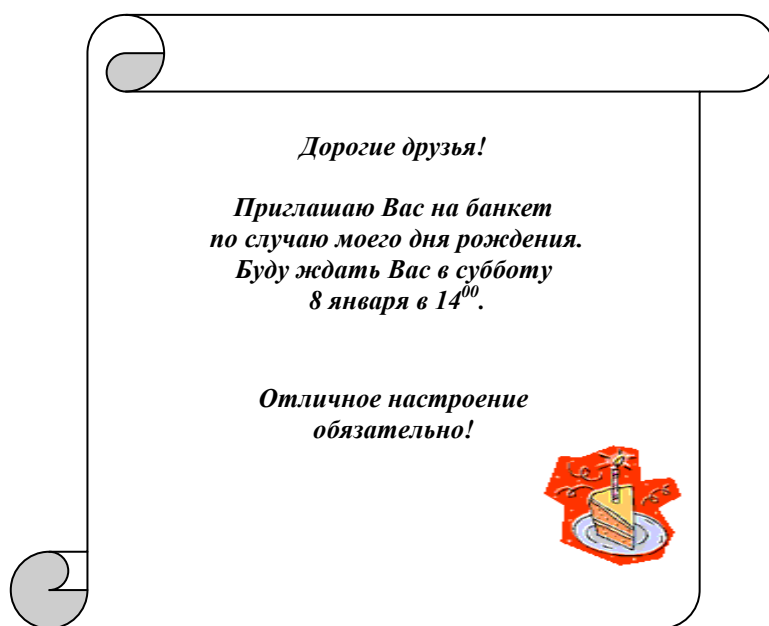 Дорогие друзья!
Приглашаю Вас на банкет
по случаю моего дня рождения.
Буду ждать Вас в субботу
8 января в 14⁰⁰.
Отличное настроение
обязательно!